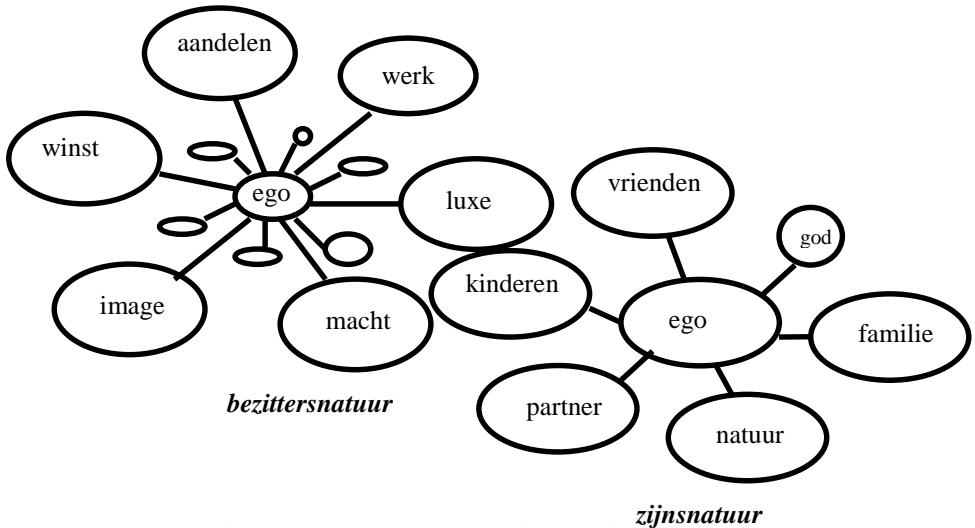 aandelen
werk
winst
ego
luxe
image
macht
bezittersnatuur
vrienden
god
kinderen
ego
familie
partner
natuur
zijnsnatuur